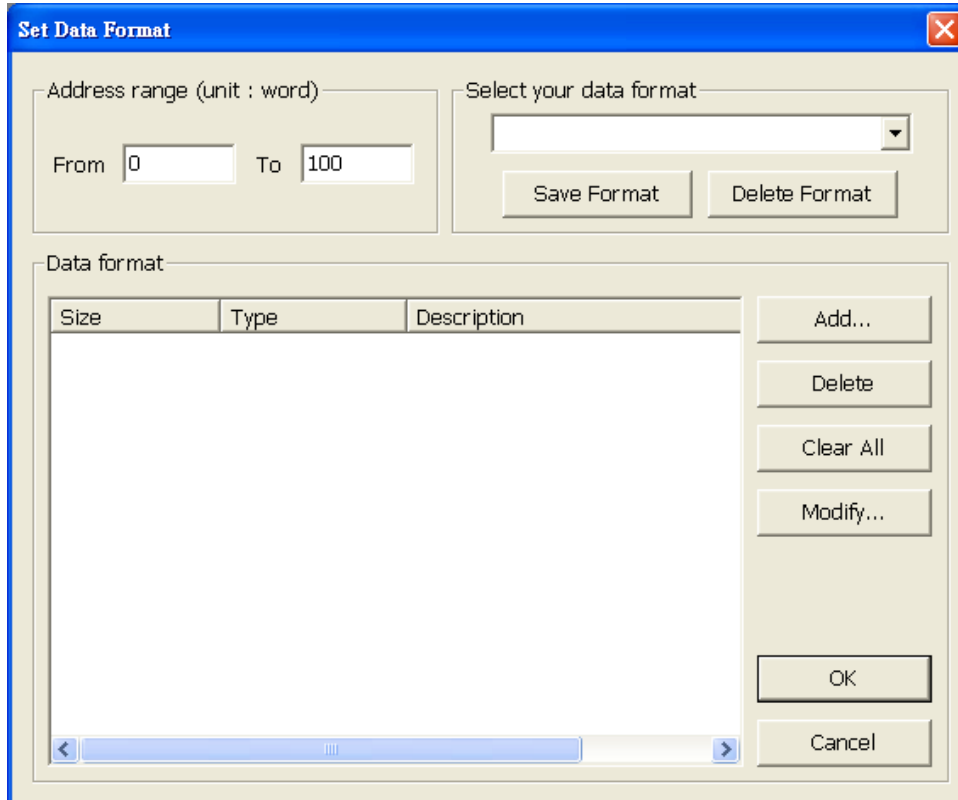 Set Data Format
Address range (unit : word)
From 0 To 100
Select your data format
Save Format Delete Format
Data format
Size Type Description
Add...
Delete
Clear All
Modify...
OK
Cancel